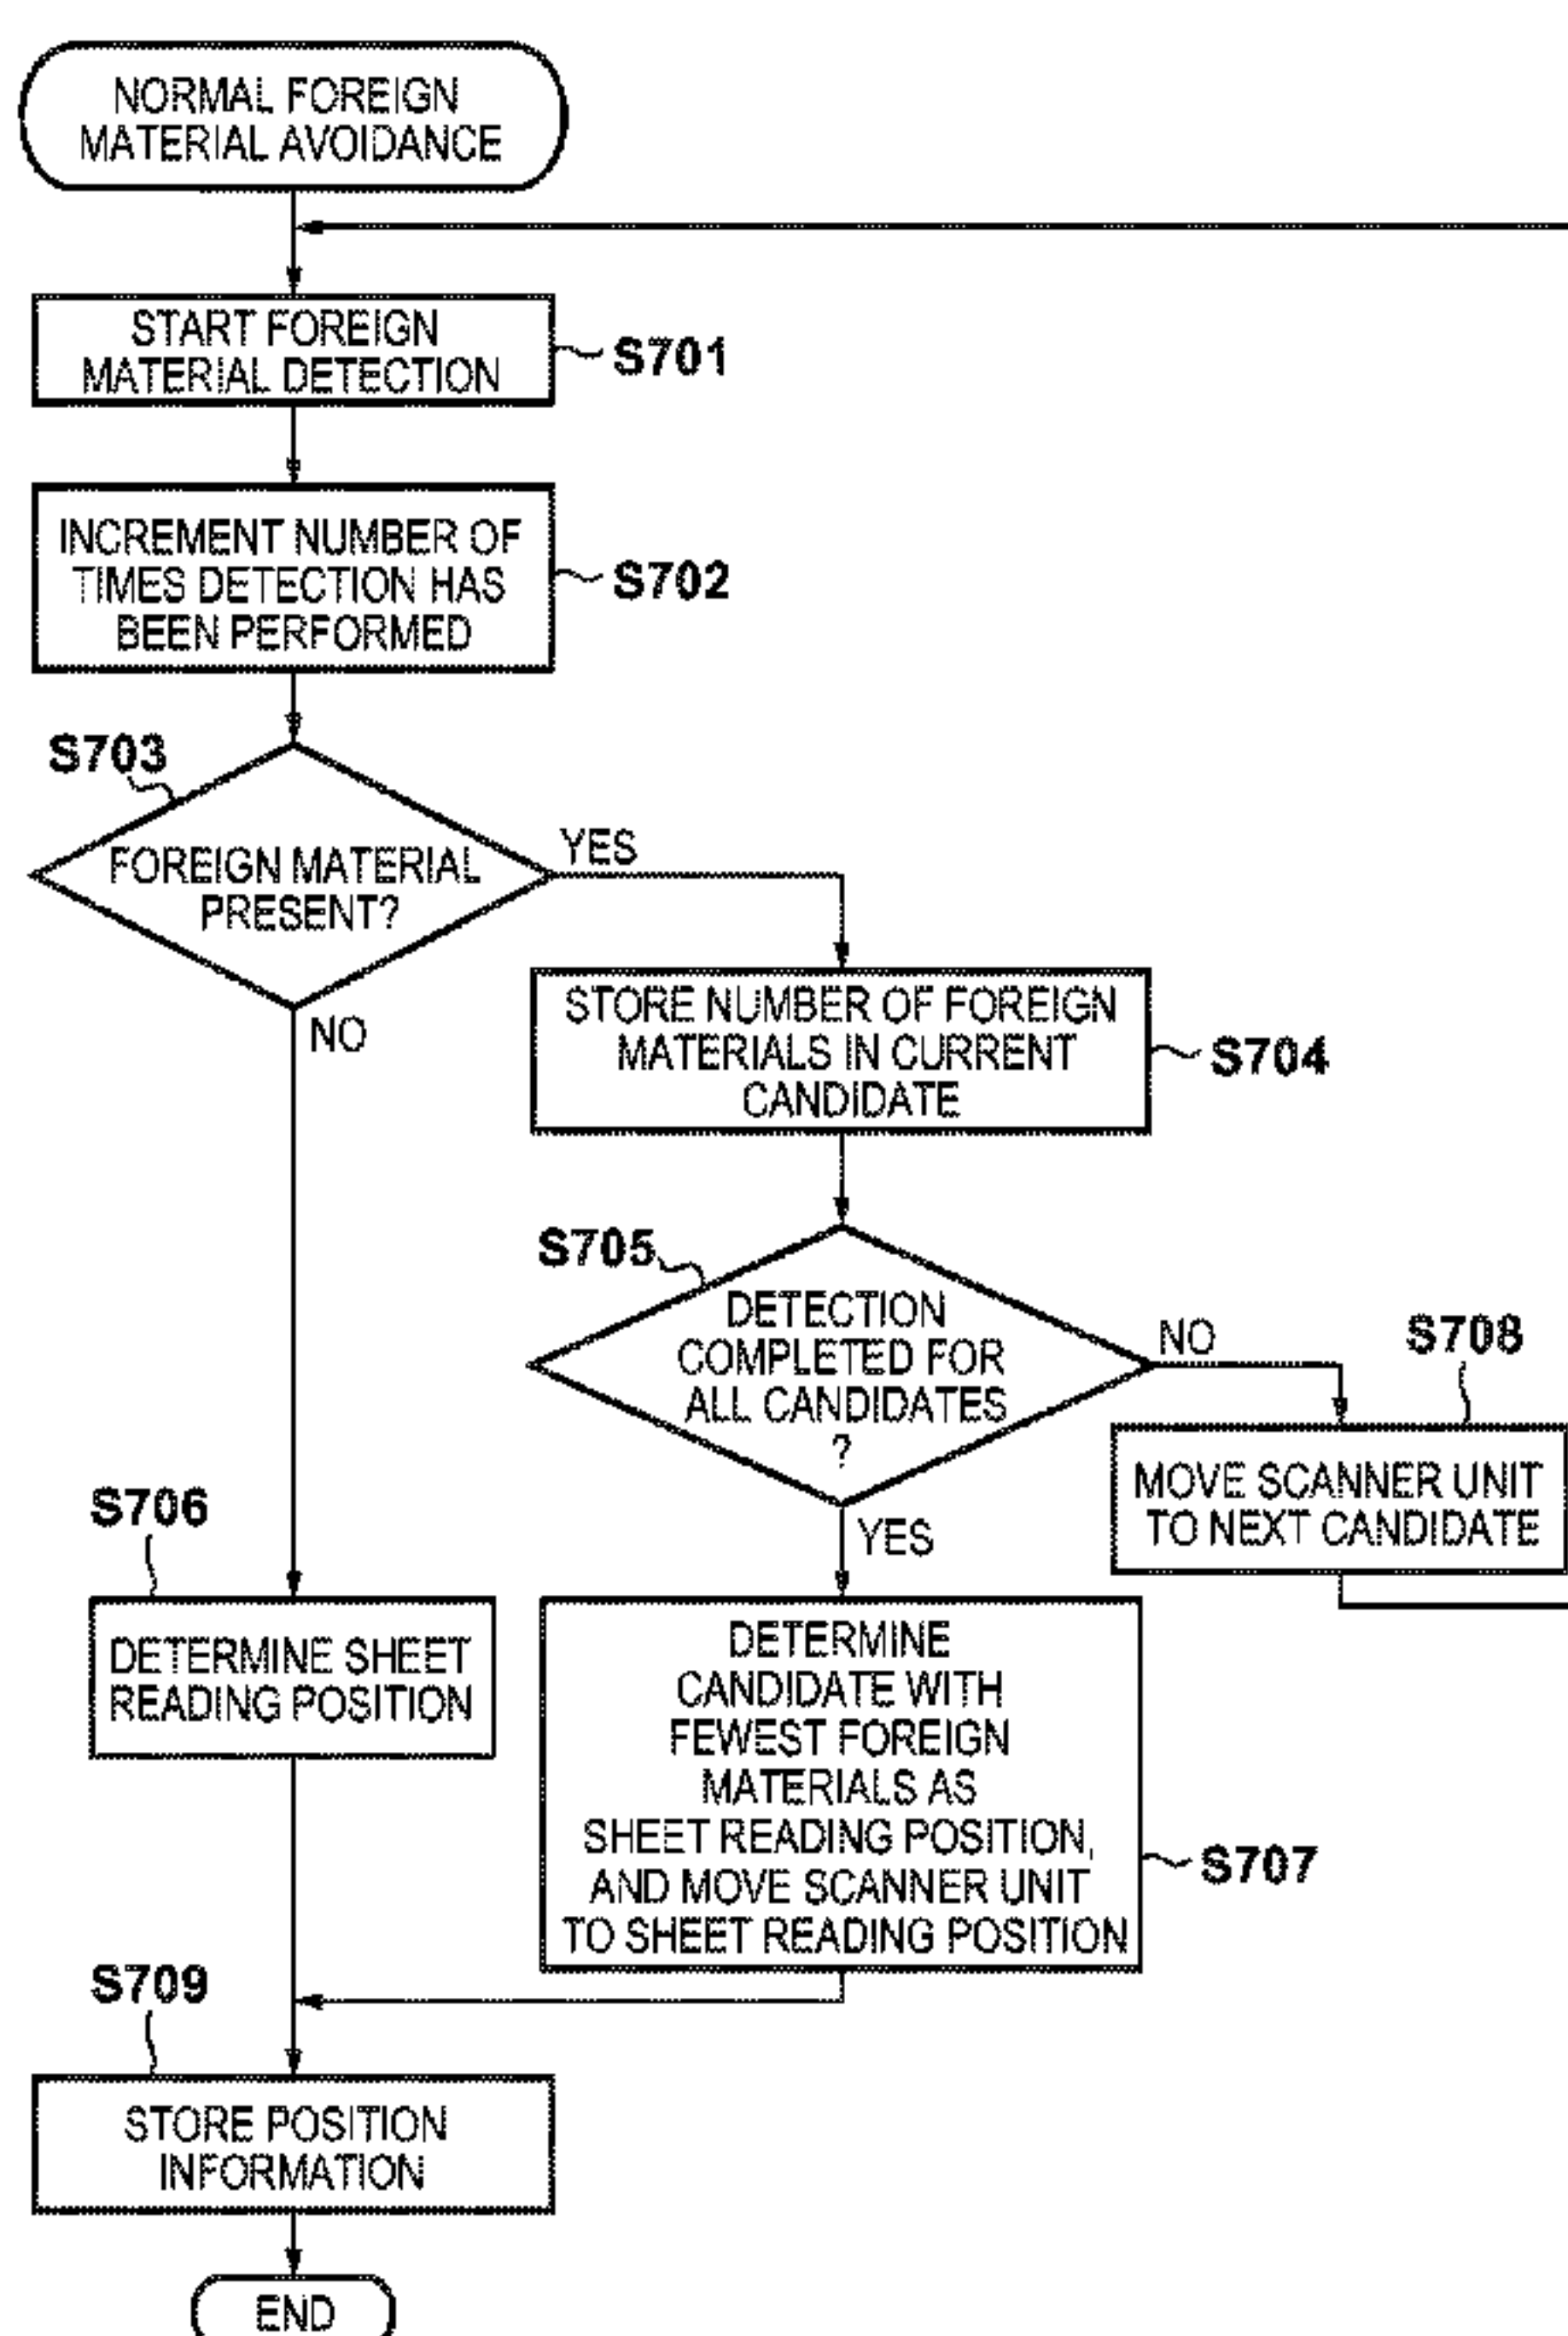 NORMAL FOREIGN
MATERIAL AVOIDANCE
START FOREIGN
MATERIAL DETECTION
S701
INCREMENT NUMBER OF
TIMES DETECTION HAS
BEEN PERFORMED
S702
S703
FOREIGN MATERIAL
PRESENT?
YES
NO
STORE NUMBER OF FOREIGN
MATERIALS IN CURRENT
CANDIDATE
S704
S705
DETECTION
COMPLETED FOR
ALL CANDIDATES
?
NO
YES
S708
MOVE SCANNER UNIT
TO NEXT CANDIDATE
S706
DETERMINE SHEET
READING POSITION
DETERMINE
CANDIDATE WITH
FEWEST FOREIGN
MATERIALS AS
SHEET READING POSITION,
AND MOVE SCANNER UNIT
TO SHEET READING POSITION
S707
S709
STORE POSITION
INFORMATION
END